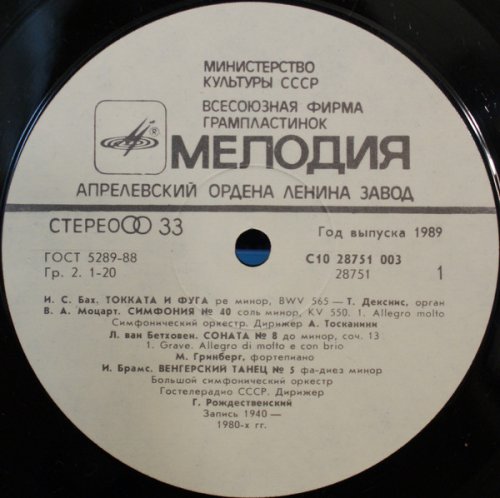 МИНИСТЕРСТВО
КУЛЬТУРЫ СССР
ВСЕСОЮЗНАЯ ФИРМА
ГРАМПЛАСТИНОК
®
МЕЛОДИЯ
АПРЕЛЕВСКИЙ ОРДЕНА ЛЕНИНА ЗАВОД
СТЕРЕО 33
Год выпуска 1989
ГОСТ 5289-88
С10 28751 003
Гр. 2. 1-20
28751
1
И. С. Бах. ТОККАТА И ФУГА ре минор, BWV 565— Т. Декснис, орган
В. А. Моцарт. СИМФОНИЯ № 40 соль минор, KV 550. 1. Allegro molto
Симфонический оркестр. Дирижер А. Тосканини
Л. ван Бетховен. СОНАТА № 8 до минор, соч. 13
1. Grave. Allegro di molto e con brio
М. Гринберг, фортепиано
И. Брамс. ВЕНГЕРСКИЙ ТАНЕЦ № 5 фа-диез минор
Большой симфонический оркестр
Гостелерадио СССР. Дирижер
Г. Рождественский
Запись 1940—
1980-х гг.